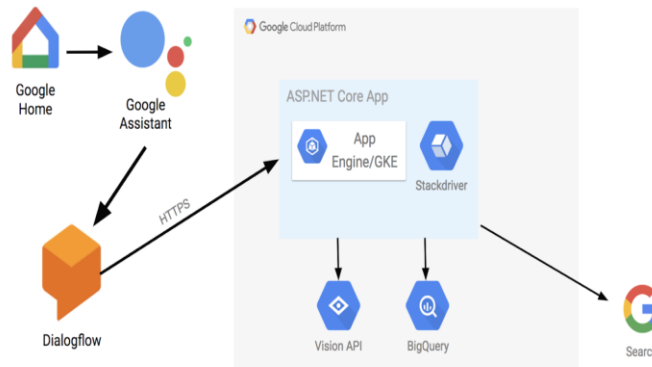 Google Cloud Platform
Google
Home
Google
Assistant
ASP.NET Core App
App
Engine/GKE
Stackdriver
HTTPS
Dialogflow
Vision API
BigQuery
Searc